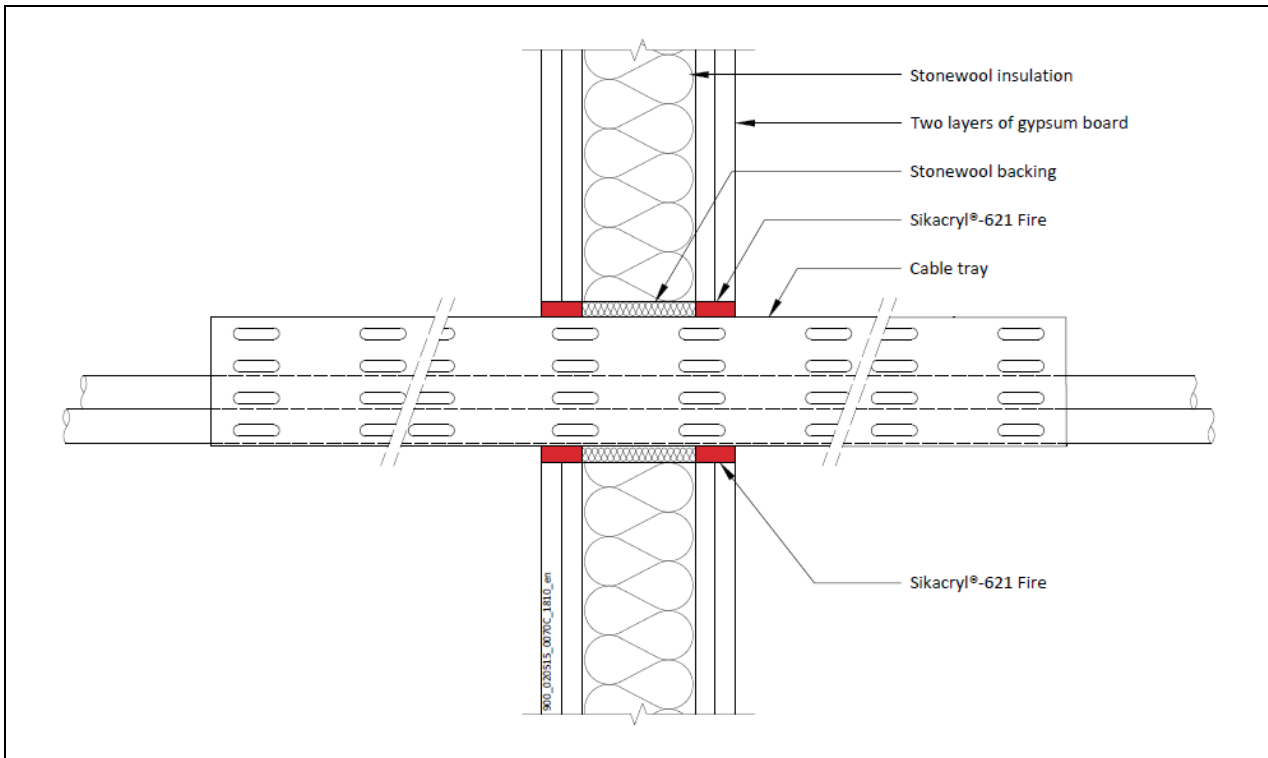 Stonewool insulation
Two layers of gypsum board
Stonewool backing
Sikacryl®-621 Fire
Cable tray
Sikacryl®-621 Fire
900_020515_0070C_1810_en